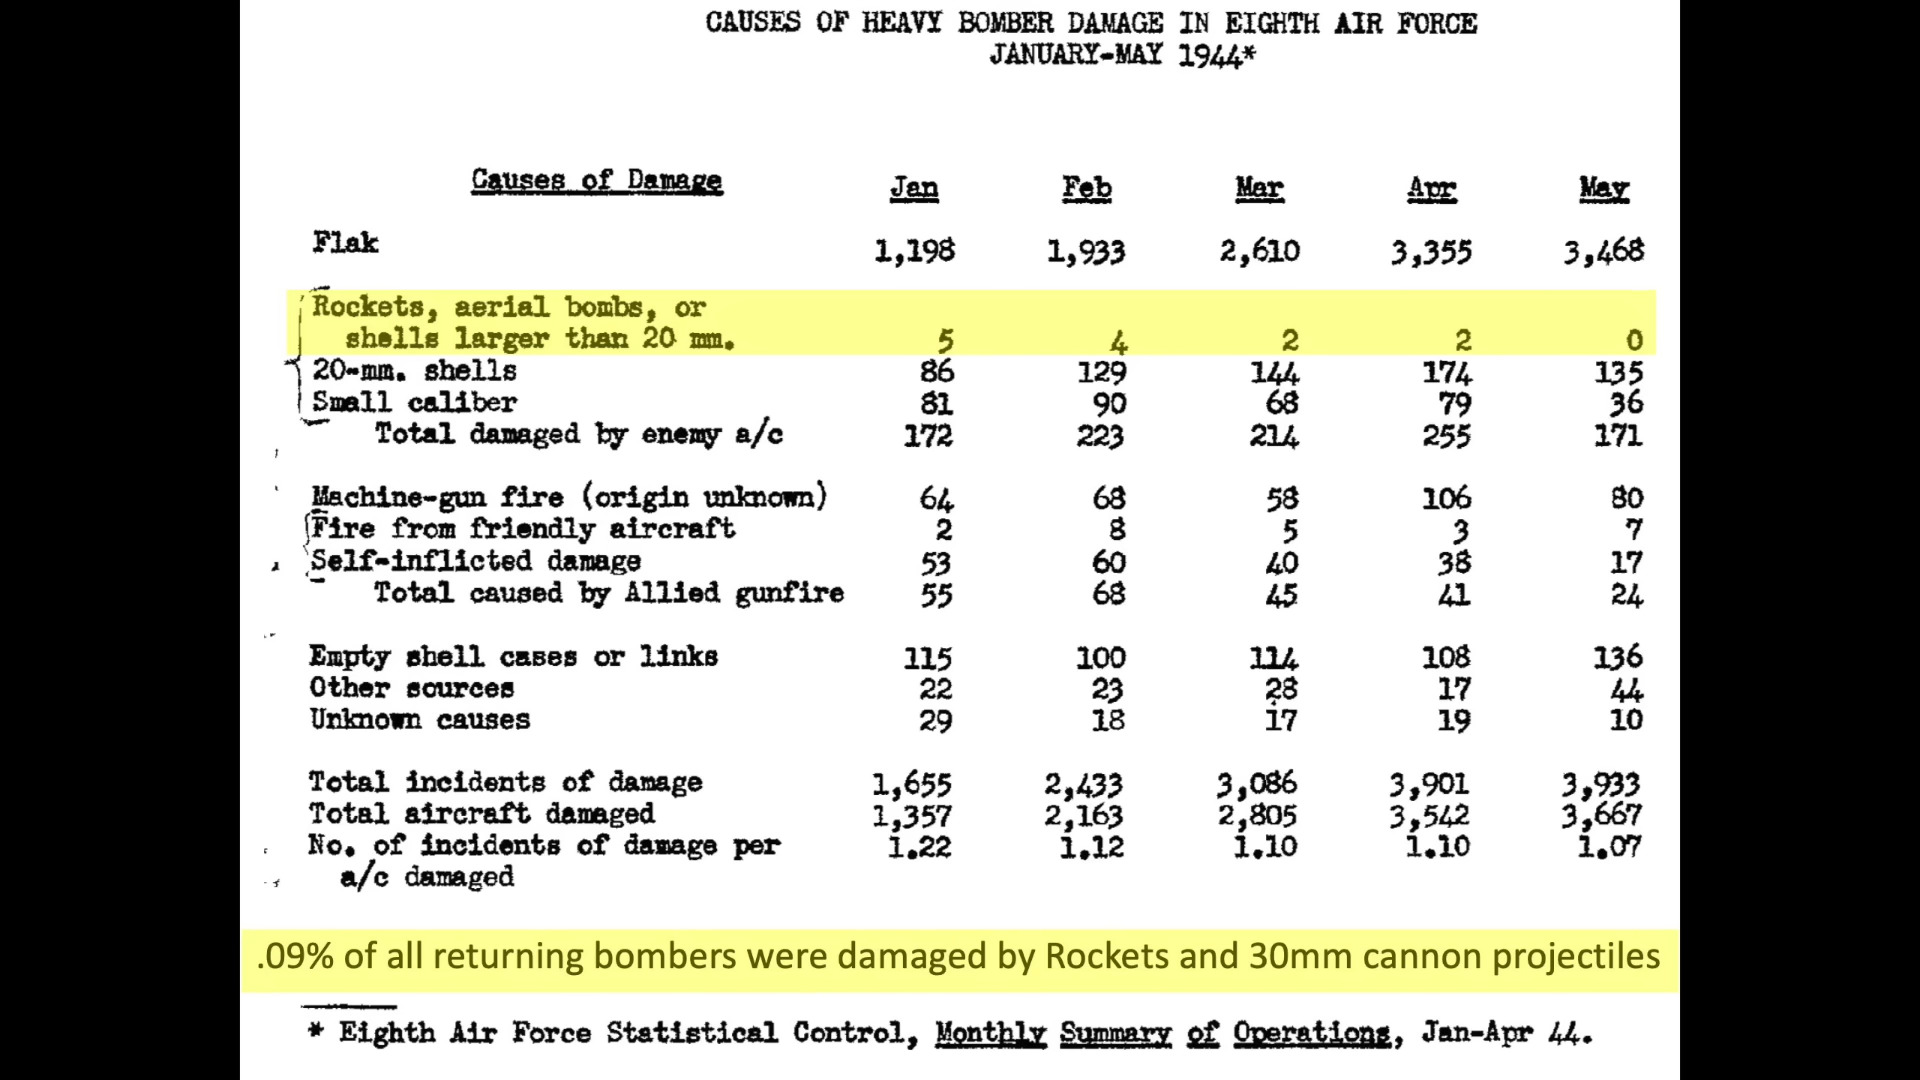 CAUSES OF HEAVY BOMBER DAMAGE IN EIGHTH AIR FORCE
JANUARY-MAY 1944*
Causes of Damage Jan Feb Mar Apr May
Flak 1,198 1,933 2,610 3,355 3,468
Rockets, aerial bombs, or
shells larger than 20 mm. 5 4 2 2 0
20-mm. shells 86 129 144 174 135
Small caliber 81 90 68 79 36
Total damaged by enemy a/c 172 223 214 255 171
Machine-gun fire (origin unknown) 64 68 58 106 80
Fire from friendly aircraft 2 8 5 3 7
Self-inflicted damage 53 60 40 38 17
Total caused by Allied gunfire 55 68 45 41 24
Empty shell cases or links 115 100 114 108 136
Other sources 22 23 28 17 44
Unknown causes 29 18 17 19 10
Total incidents of damage 1,655 2,433 3,086 3,901 3,933
Total aircraft damaged 1,357 2,163 2,805 3,542 3,667
No. of incidents of damage per 1.22 1.12 1.10 1.10 1.07
a/c damaged
.09% of all returning bombers were damaged by Rockets and 30mm cannon projectiles
* Eighth Air Force Statistical Control, Monthly Summary of Operations, Jan-Apr 44.